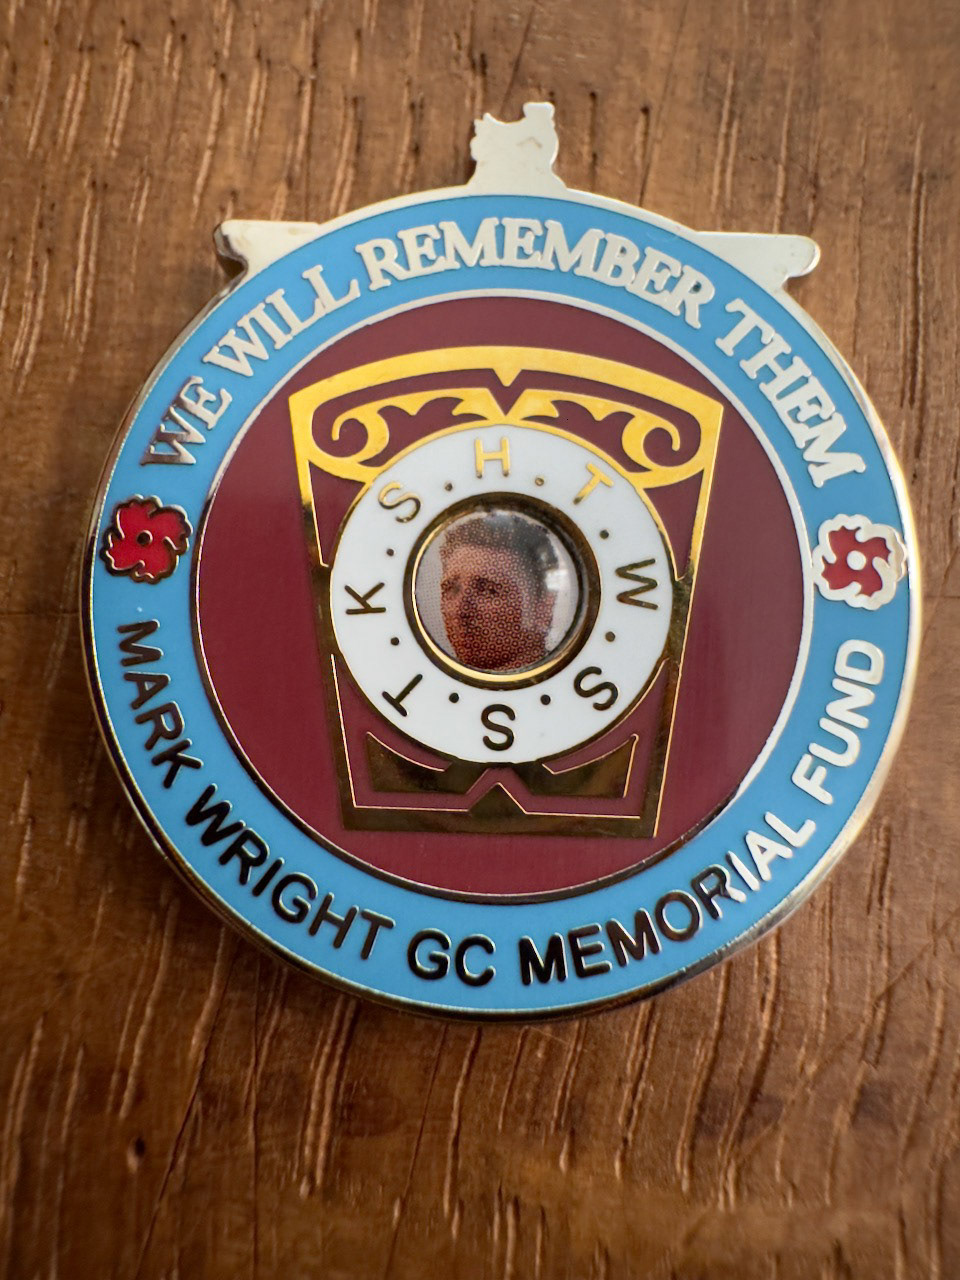 WE WILL REMEMBER THEM
MARK WRIGHT GC MEMORIAL FUND
H.T.W.S.S.T.K.S.